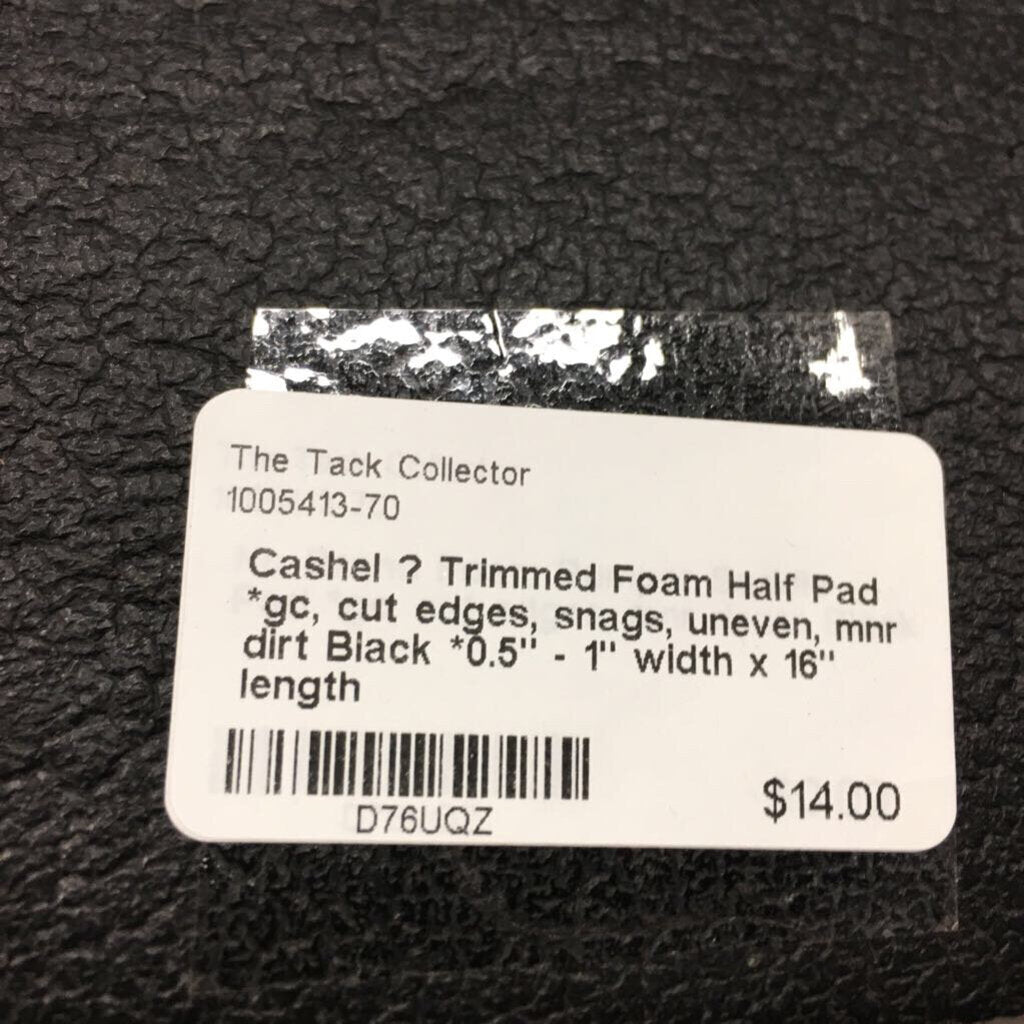 The Tack Collector
1005413-70
Cashel ? Trimmed Foam Half Pad
*gc, cut edges, snags, uneven, mnr
dirt Black *0.5" - 1" width x 16"
length
D76UQZ
$14.00